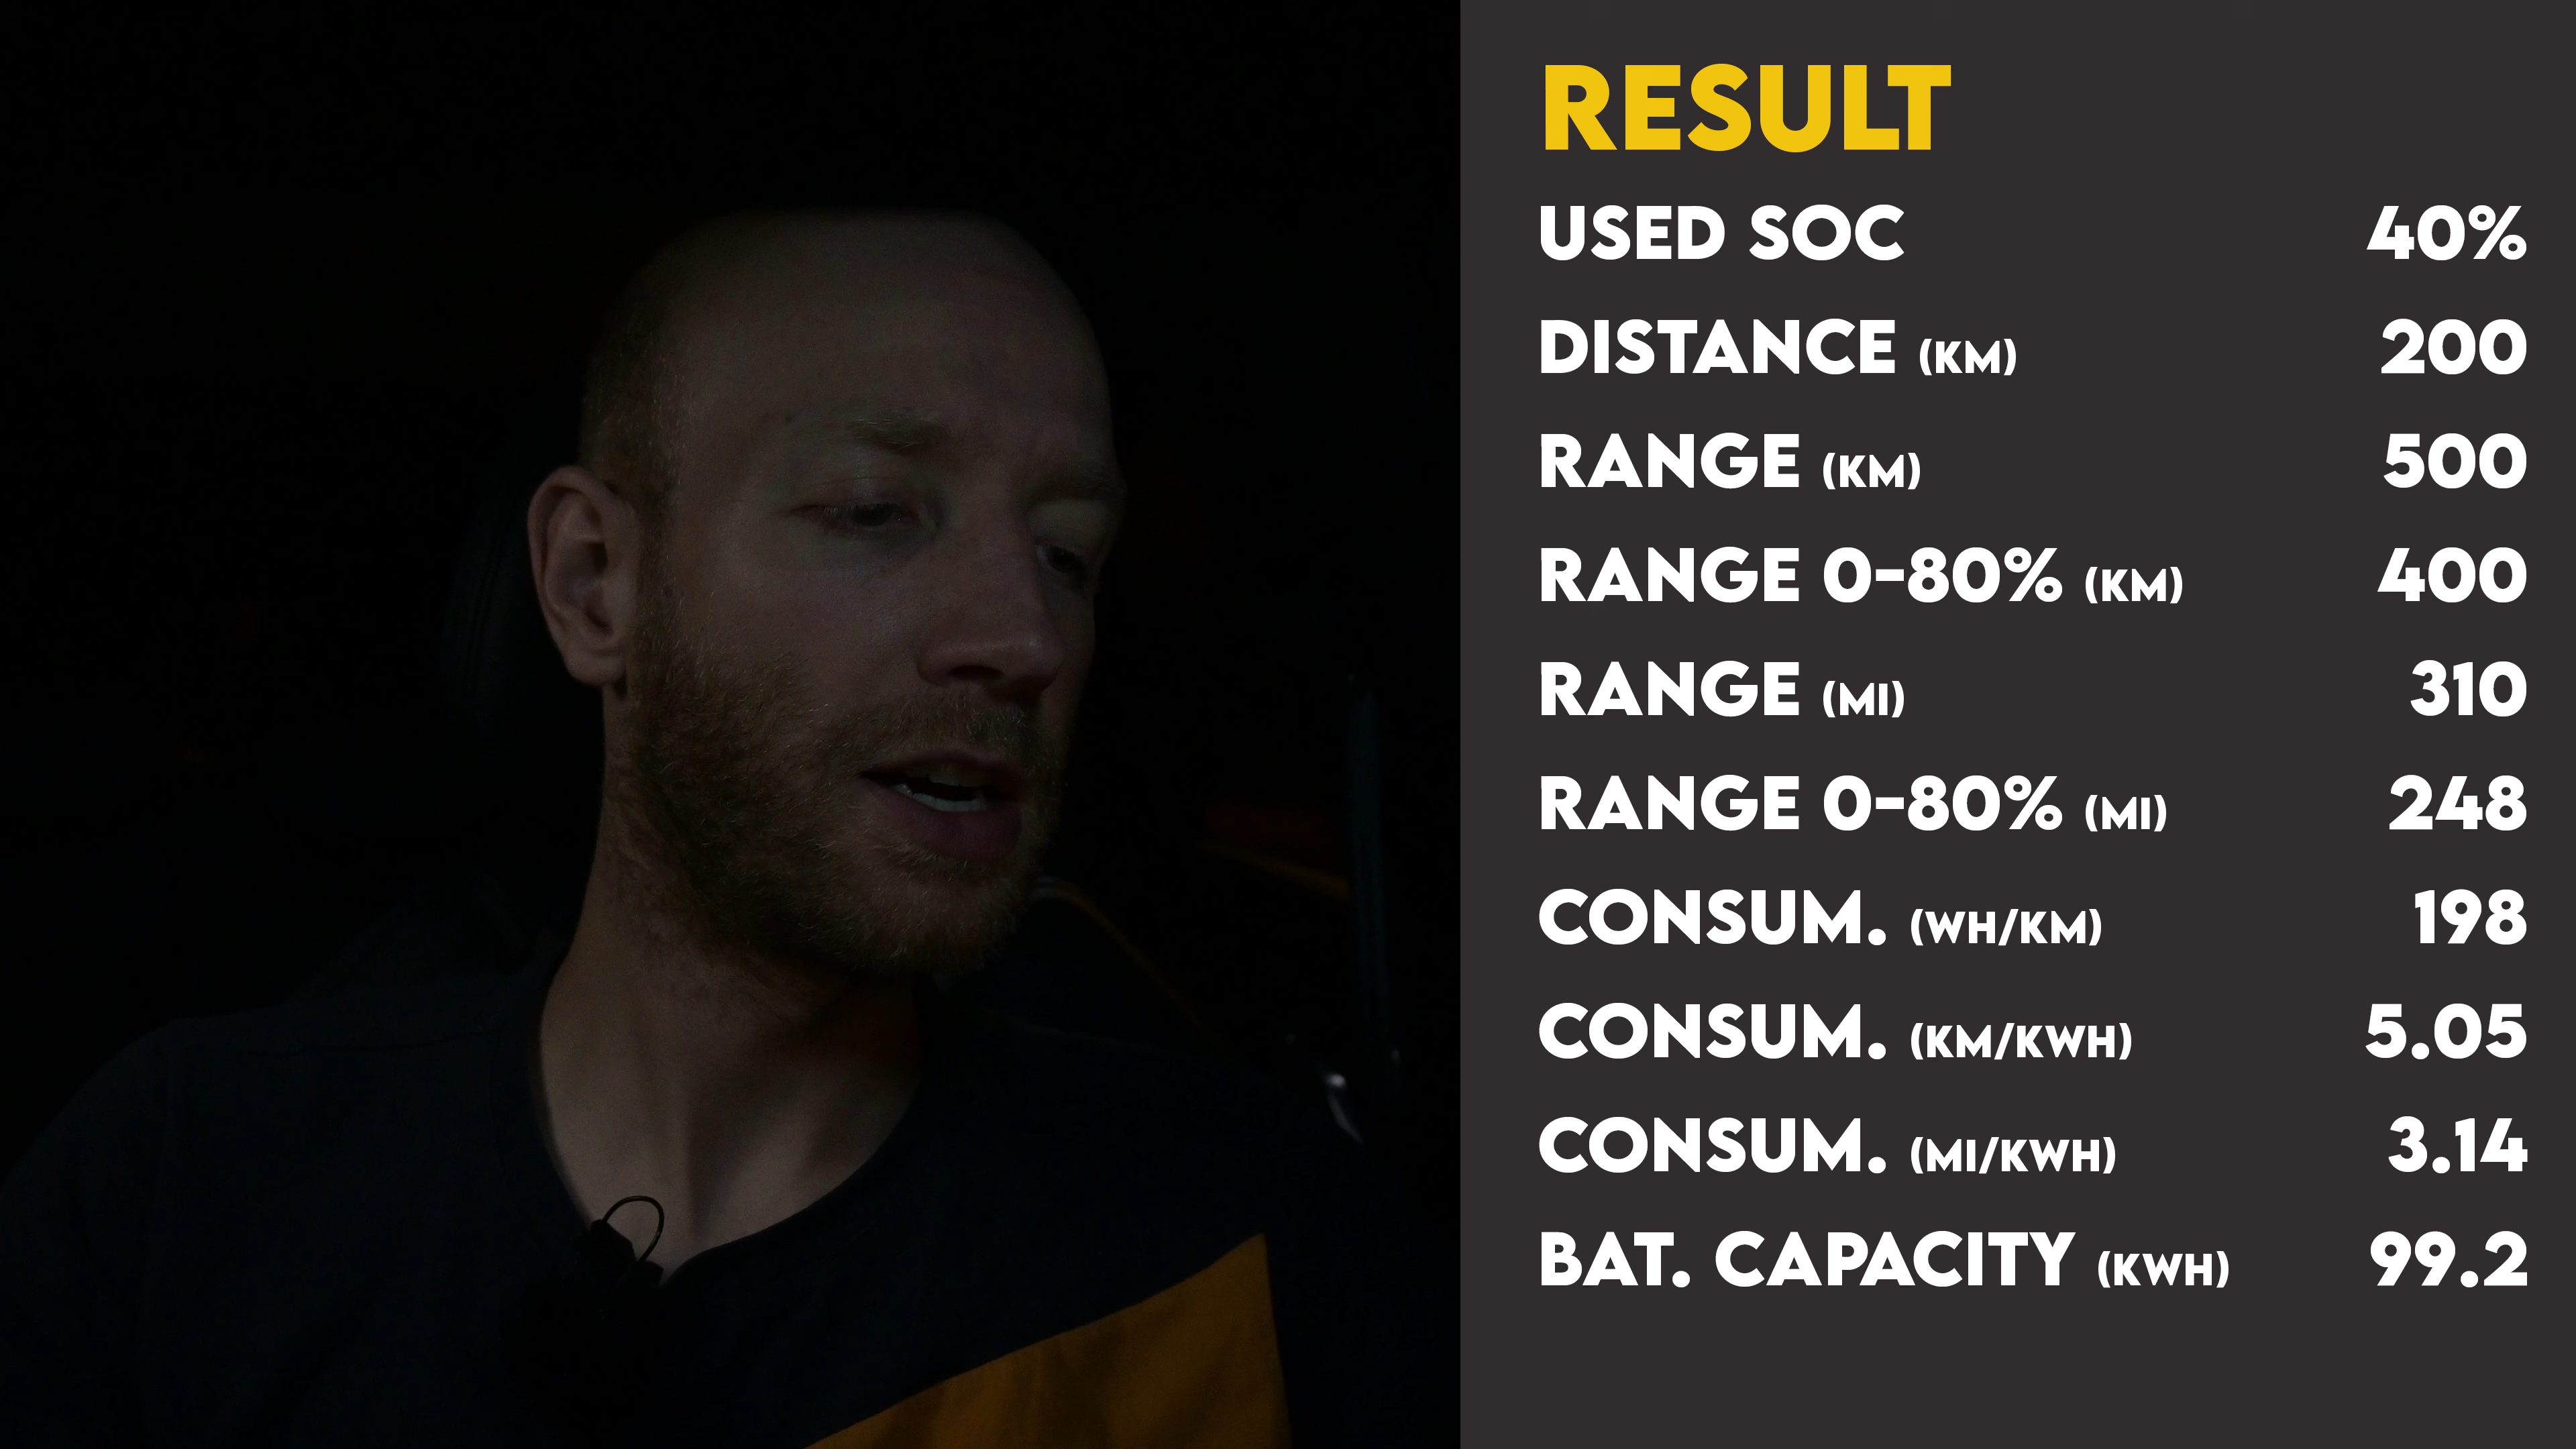 RESULT
USED SOC 40%
DISTANCE (KM) 200
RANGE (KM) 500
RANGE 0-80% (KM) 400
RANGE (MI) 310
RANGE 0-80% (MI) 248
CONSUM. (WH/KM) 198
CONSUM. (KM/KWH) 5.05
CONSUM. (MI/KWH) 3.14
BAT. CAPACITY (KWH) 99.2